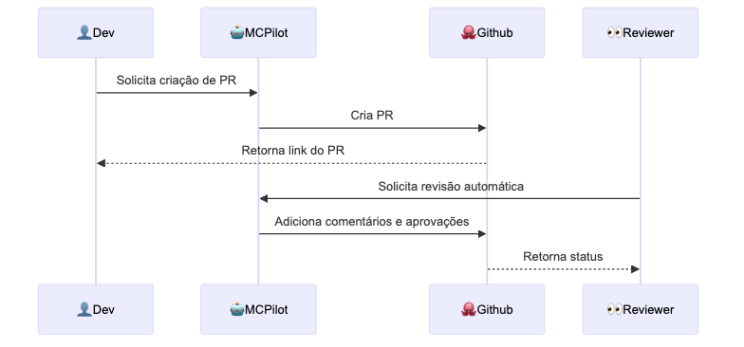 👤Dev
🤖MCPilot
🐙Github
👀Reviewer
Solicita criação de PR
Cria PR
Retorna link do PR
Solicita revisão automática
Adiciona comentários e aprovações
Retorna status
👤Dev
🤖MCPilot
🐙Github
👀Reviewer